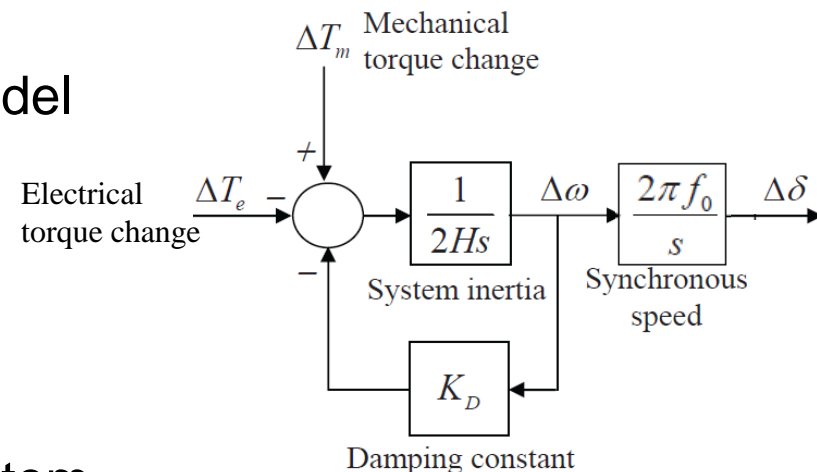 del
ΔT_m Mechanical
torque change
+
Electrical
torque change
ΔT_e −
−
1
2Hs
System inertia
Δω
2πf_0
s
Synchronous
speed
Δδ
K_D
Damping constant